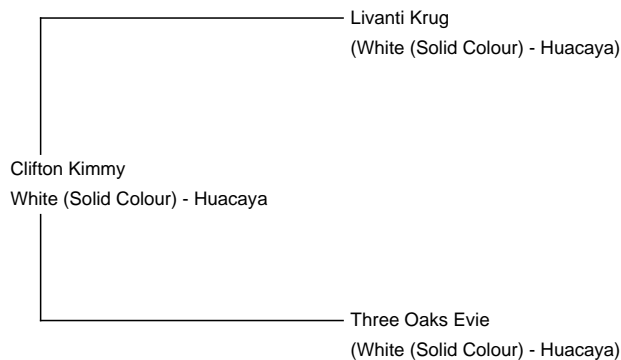 Livanti Krug
(White (Solid Colour) - Huacaya)
Clifton Kimmy
White (Solid Colour) - Huacaya
Three Oaks Evie
(White (Solid Colour) - Huacaya)